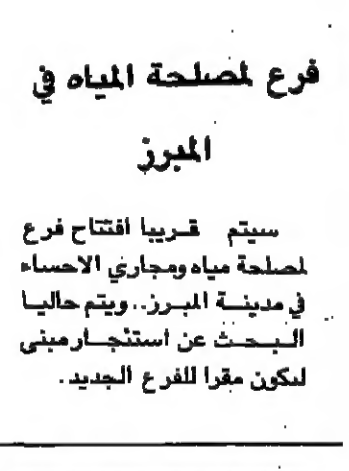 فرع لمصلحة المياه في
المبرز
سيتم قريبا افتتاح فرع
لمصلحة مياه ومجاري الاحساء
في مدينة المبرز.. ويتم حاليا
البحث عن استئجار مبنى
ليكون مقرا للفرع الجديد.